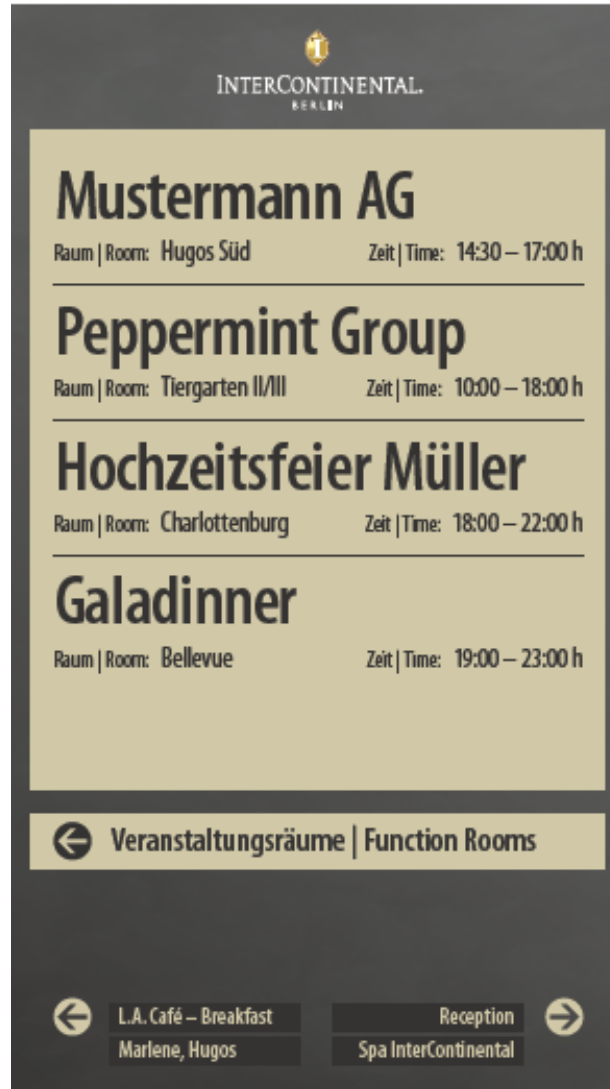 INTERCONTINENTAL.
BERLIN
Mustermann AG
Raum | Room: Hugos Süd Zeit | Time: 14:30 – 17:00 h
Peppermint Group
Raum | Room: Tiergarten II/III Zeit | Time: 10:00 – 18:00 h
Hochzeitsfeier Müller
Raum | Room: Charlottenburg Zeit | Time: 18:00 – 22:00 h
Galadinner
Raum | Room: Bellevue Zeit | Time: 19:00 – 23:00 h
Veranstaltungsräume | Function Rooms
L.A. Café – Breakfast Reception
Marlene, Hugos Spa InterContinental